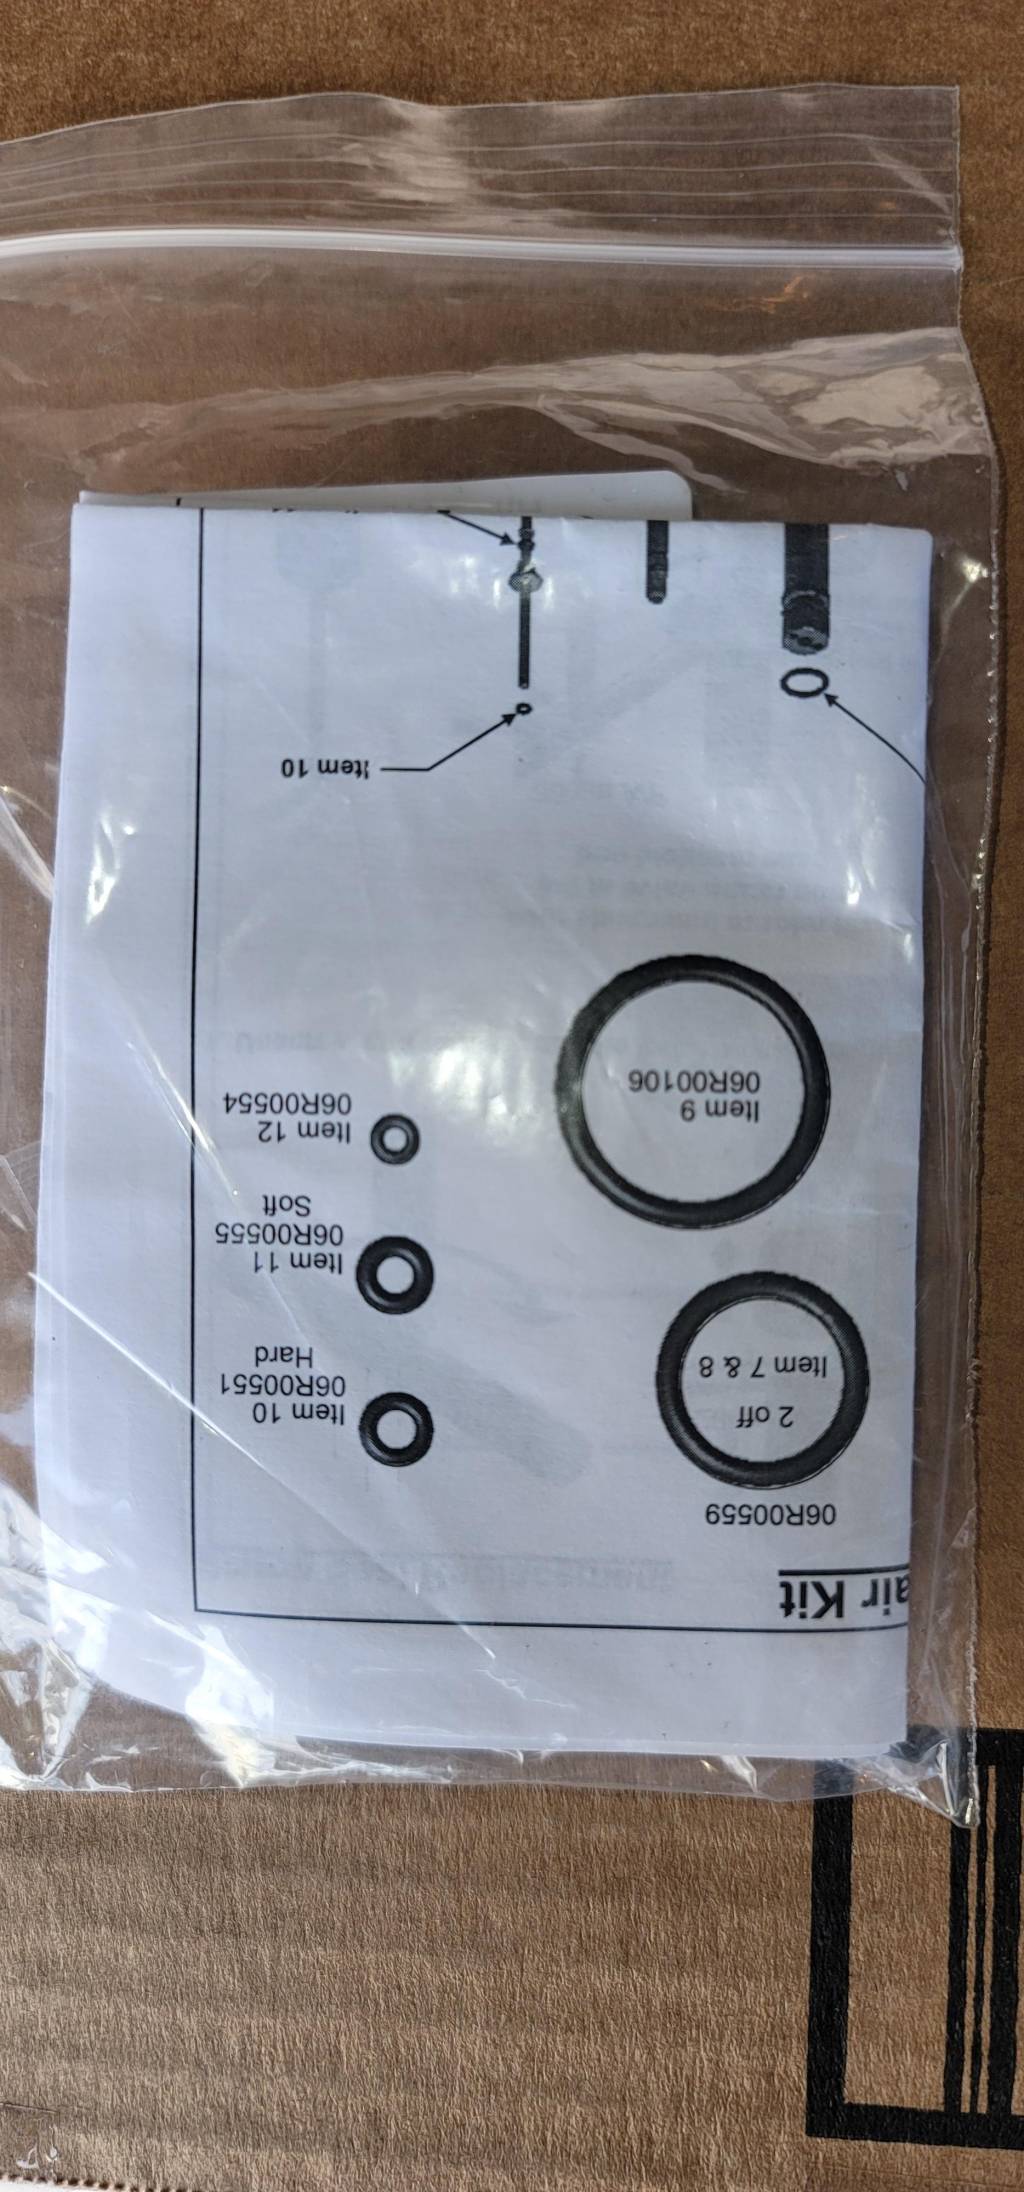 air Kit
06R00559
2 off
Item 7 & 8
Item 10
06R00551
Hard
Item 11
06R00555
Soft
Item 9
06R00106
Item 12
06R00554
Item 10